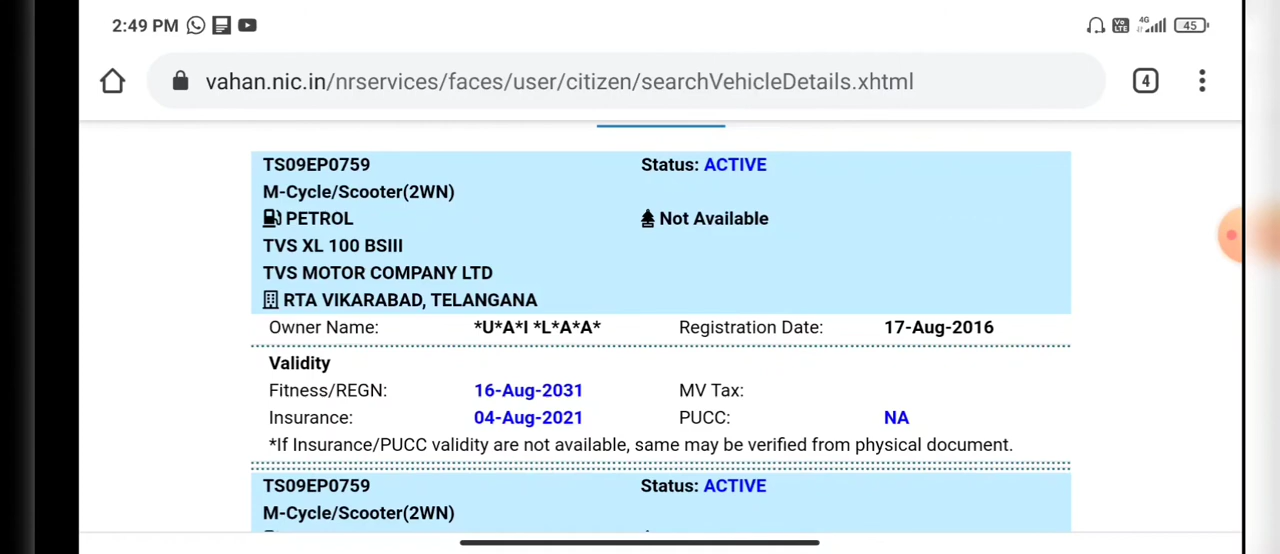 2:49 PM
Vo LTE 4G 45
vahan.nic.in/nrservices/faces/user/citizen/searchVehicleDetails.xhtml 4
TS09EP0759 Status: ACTIVE
M-Cycle/Scooter(2WN)
PETROL Not Available
TVS XL 100 BSIII
TVS MOTOR COMPANY LTD
RTA VIKARABAD, TELANGANA
Owner Name: *U*A*I *L*A*A* Registration Date: 17-Aug-2016
Validity
Fitness/REGN: 16-Aug-2031 MV Tax:
Insurance: 04-Aug-2021 PUCC: NA
*If Insurance/PUCC validity are not available, same may be verified from physical document.
TS09EP0759 Status: ACTIVE
M-Cycle/Scooter(2WN)